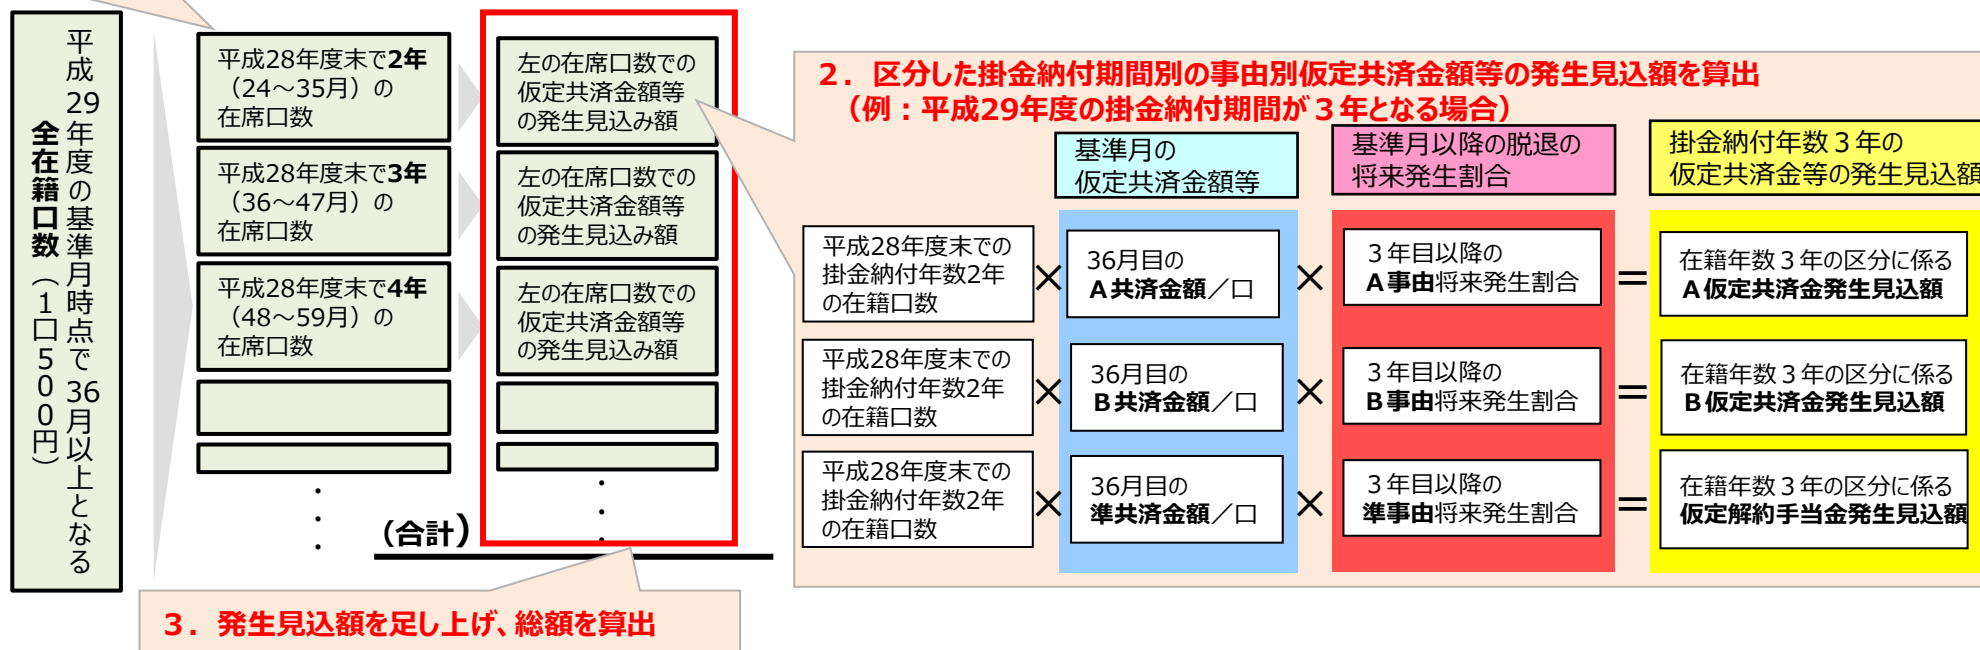 平成29年度の基準月時点で36月以上となる
全在籍口数（1口500円）
平成28年度末で2年
（24～35月）の
在席口数
平成28年度末で3年
（36～47月）の
在席口数
平成28年度末で4年
（48～59月）の
在席口数
・
・
・
左の在席口数での
仮定共済金額等
の発生見込み額
左の在席口数での
仮定共済金額等
の発生見込み額
左の在席口数での
仮定共済金額等
の発生見込み額
・
・
・
（合計）
３．発生見込額を足し上げ、総額を算出
２．区分した掛金納付期間別の事由別仮定共済金額等の発生見込額を算出
（例：平成29年度の掛金納付期間が３年となる場合）
基準月の
仮定共済金額等
基準月以降の脱退の
将来発生割合
掛金納付年数３年の
仮定共済金等の発生見込額
平成28年度末での
掛金納付年数2年
の在籍口数
×
36月目の
Ａ共済金額／口
×
３年目以降の
Ａ事由将来発生割合
＝
在籍年数３年の区分に係る
Ａ仮定共済金発生見込額
平成28年度末での
掛金納付年数2年
の在籍口数
×
36月目の
Ｂ共済金額／口
×
３年目以降の
Ｂ事由将来発生割合
＝
在籍年数３年の区分に係る
Ｂ仮定共済金発生見込額
平成28年度末での
掛金納付年数2年
の在籍口数
×
36月目の
準共済金額／口
×
３年目以降の
準事由将来発生割合
＝
在籍年数３年の区分に係る
仮定解約手当金発生見込額